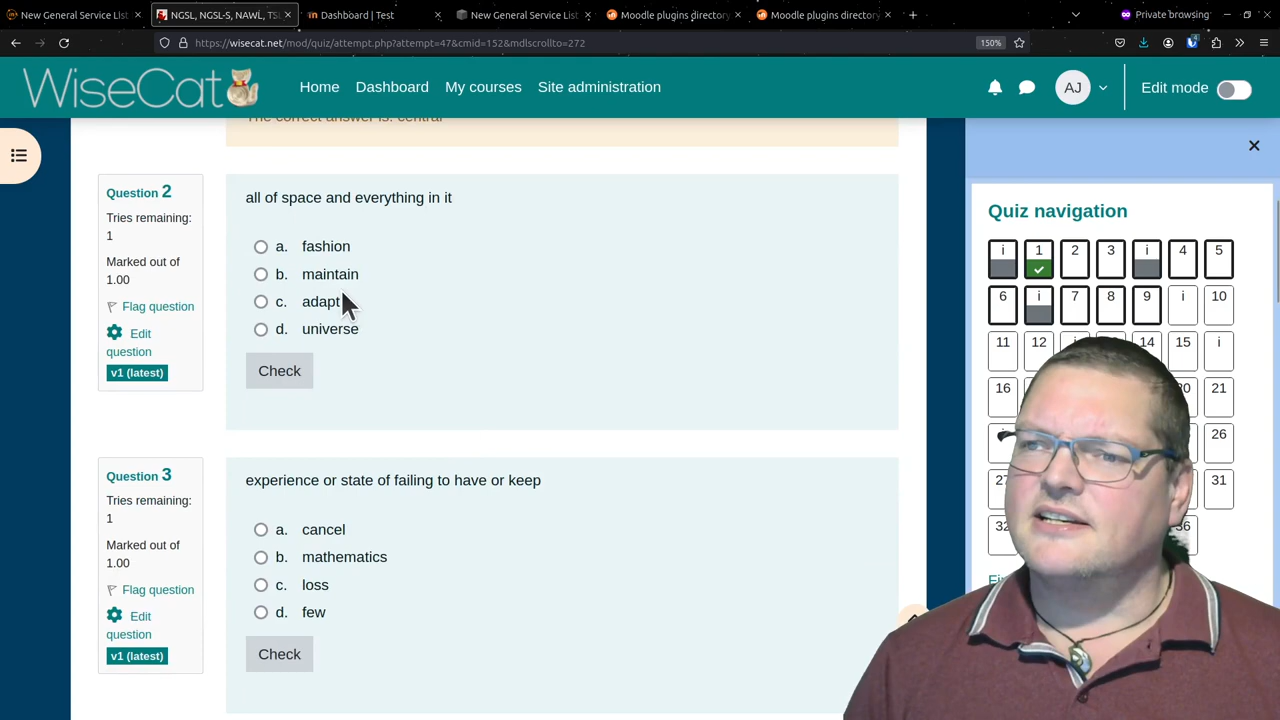 New General Service List
NGSL, NGSL-S, NAWL, TSL
Dashboard | Test
New General Service List
Moodle plugins directory
Moodle plugins directory
Private browsing
https://wisecat.net/mod/quiz/attempt.php?attempt=47&cmid=152&mdlscrollto=272
150%
WiseCat
Home
Dashboard
My courses
Site administration
AJ
Edit mode
The correct answer is: central
Question 2
Tries remaining:
1
Marked out of
1.00
Flag question
Edit
question
v1 (latest)
all of space and everything in it
a. fashion
b. maintain
c. adapt
d. universe
Check
Question 3
Tries remaining:
1
Marked out of
1.00
Flag question
Edit
question
v1 (latest)
experience or state of failing to have or keep
a. cancel
b. mathematics
c. loss
d. few
Check
Quiz navigation
i 1 2 3 i 4 5
6 i 7 8 9 i 10
11 12 14 15 i
16 21
26
31
36